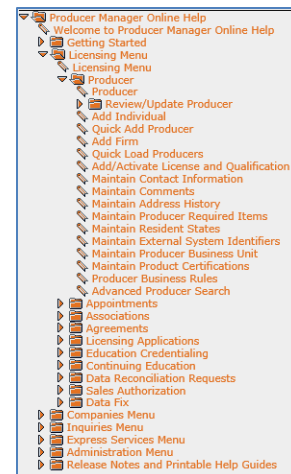 Producer Manager Online Help
Welcome to Producer Manager Online Help
Getting Started
Licensing Menu
Licensing Menu
Producer
Producer
Review/Update Producer
Add Individual
Quick Add Producer
Add Firm
Quick Load Producers
Add/Activate License and Qualification
Maintain Contact Information
Maintain Comments
Maintain Address History
Maintain Producer Required Items
Maintain Resident States
Maintain External System Identifiers
Maintain Producer Business Unit
Maintain Product Certifications
Producer Business Rules
Advanced Producer Search
Appointments
Associations
Agreements
Licensing Applications
Education Credentialing
Continuing Education
Data Reconciliation Requests
Sales Authorization
Data Fix
Companies Menu
Inquiries Menu
Express Services Menu
Administration Menu
Release Notes and Printable Help Guides